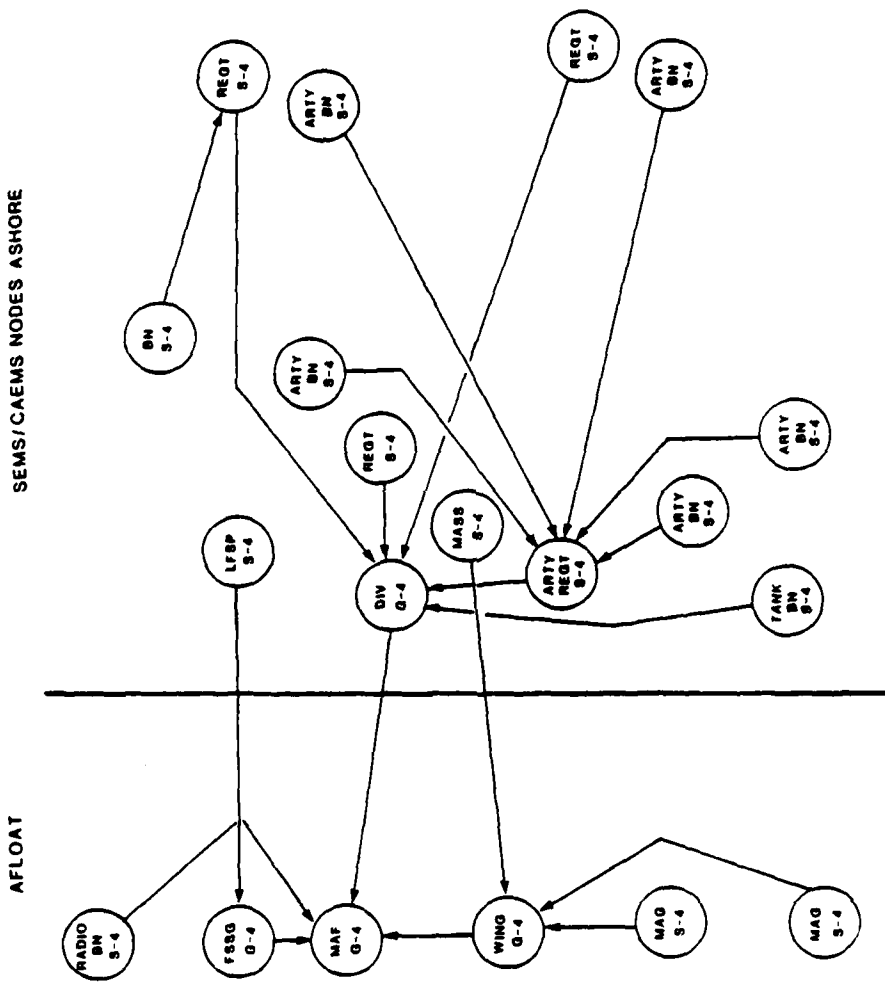 SEMS/CAEMS NODES ASHORE
AFLOAT
REGT
S-4
ARTY
BN
S-4
REGT
S-4
ARTY
BN
S-4
BN
S-4
ARTY
BN
S-4
REGT
S-4
MASS
S-4
LFSP
S-4
DIV
G-4
ARTY
REGT
S-4
ARTY
BN
S-4
ARTY
BN
S-4
TANK
BN
S-4
RADIO
BN
S-4
FSSG
G-4
MAF
G-4
WING
G-4
MAG
S-4
MAG
S-4